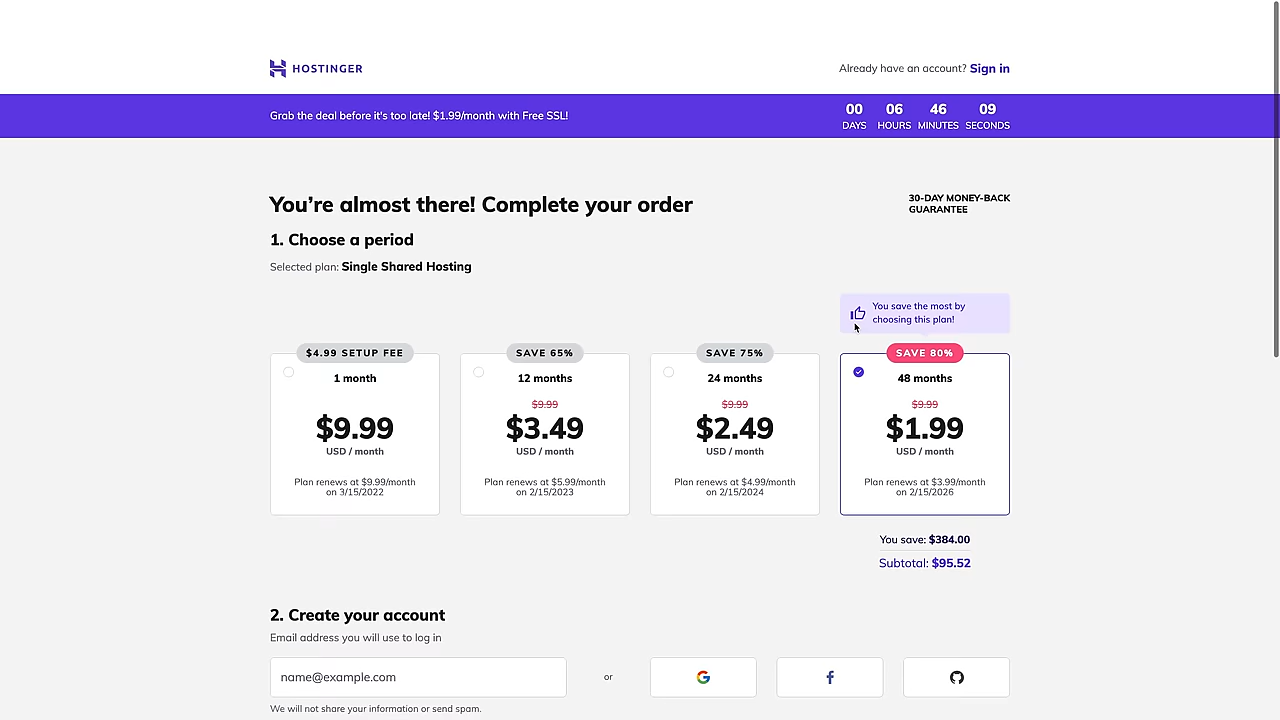 HOSTINGER
Already have an account? Sign in
Grab the deal before it's too late! $1.99/month with Free SSL!
00 06 46 09
DAYS HOURS MINUTES SECONDS
You’re almost there! Complete your order
30-DAY MONEY-BACK
GUARANTEE
1. Choose a period
Selected plan: Single Shared Hosting
You save the most by
choosing this plan!
$4.99 SETUP FEE
1 month
$9.99
USD / month
Plan renews at $9.99/month
on 3/15/2022
SAVE 65%
12 months
$9.99
$3.49
USD / month
Plan renews at $5.99/month
on 2/15/2023
SAVE 75%
24 months
$9.99
$2.49
USD / month
Plan renews at $4.99/month
on 2/15/2024
SAVE 80%
48 months
$9.99
$1.99
USD / month
Plan renews at $3.99/month
on 2/15/2026
You save: $384.00
Subtotal: $95.52
2. Create your account
Email address you will use to log in
name@example.com
or
We will not share your information or send spam.